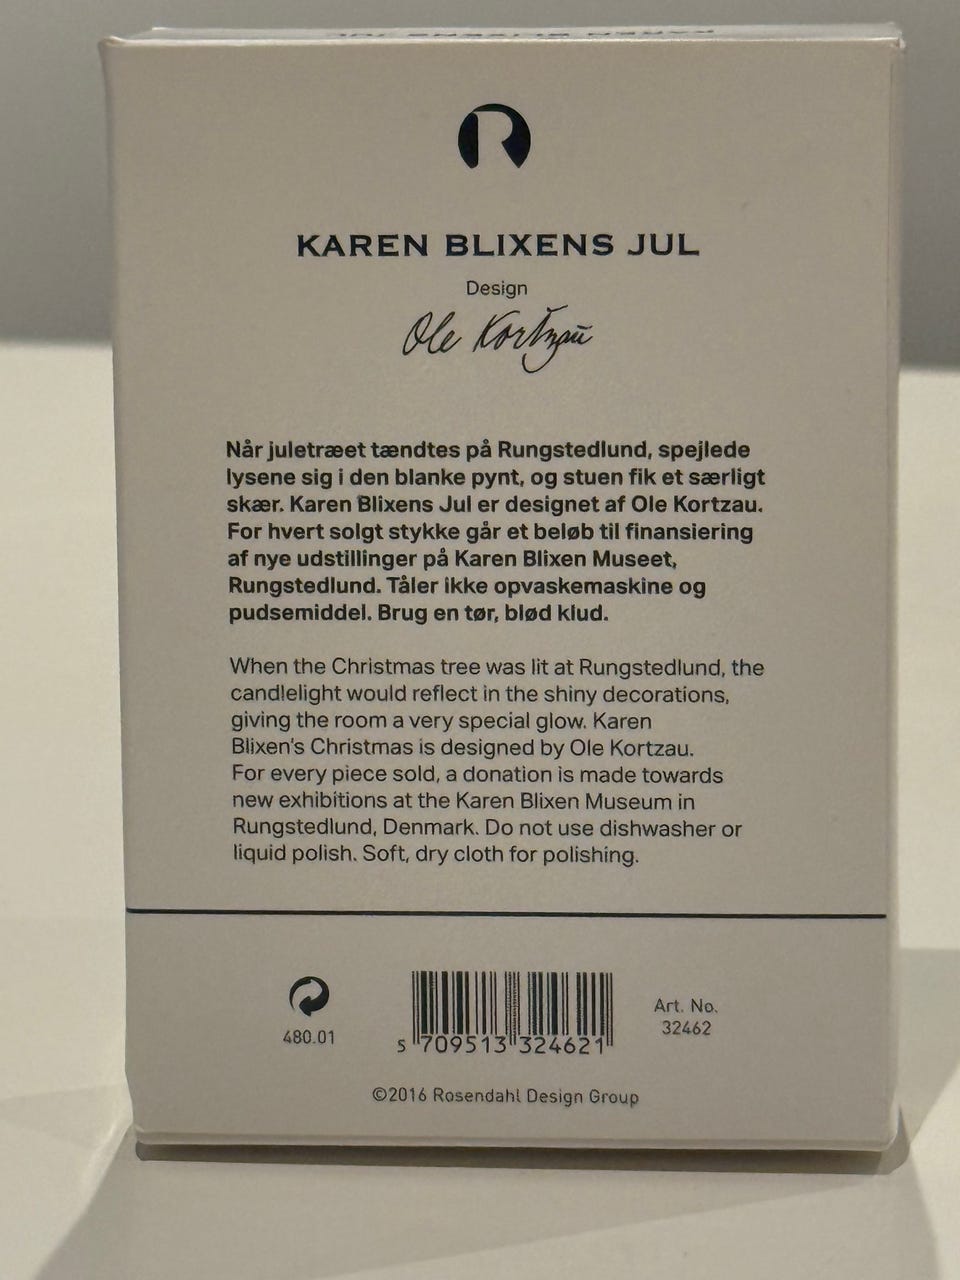 KAREN BLIXENS JUL
R
KAREN BLIXENS JUL
Design
Ole Kortzau
Når juletræet tændtes på Rungstedlund, spejlede
lysene sig i den blanke pynt, og stuen fik et særligt
skær. Karen Blixens Jul er designet af Ole Kortzau.
For hvert solgt stykke går et beløb til finansiering
af nye udstillinger på Karen Blixen Museet,
Rungstedlund. Tåler ikke opvaskemaskine og
pudsemiddel. Brug en tør, blød klud.
When the Christmas tree was lit at Rungstedlund, the
candlelight would reflect in the shiny decorations,
giving the room a very special glow. Karen
Blixen's Christmas is designed by Ole Kortzau.
For every piece sold, a donation is made towards
new exhibitions at the Karen Blixen Museum in
Rungstedlund, Denmark. Do not use dishwasher or
liquid polish. Soft, dry cloth for polishing.
480.01
5 709513 324621
Art. No.
32462
©2016 Rosendahl Design Group